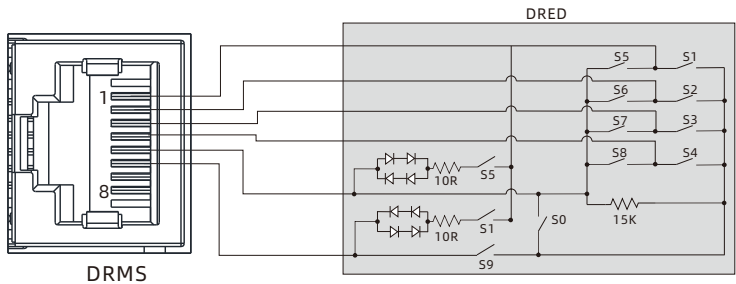 DRED
S5 S1
1
S6 S2
S7 S3
S8 S4
10R S5
8
S0
15K
10R S1
S9
DRMS